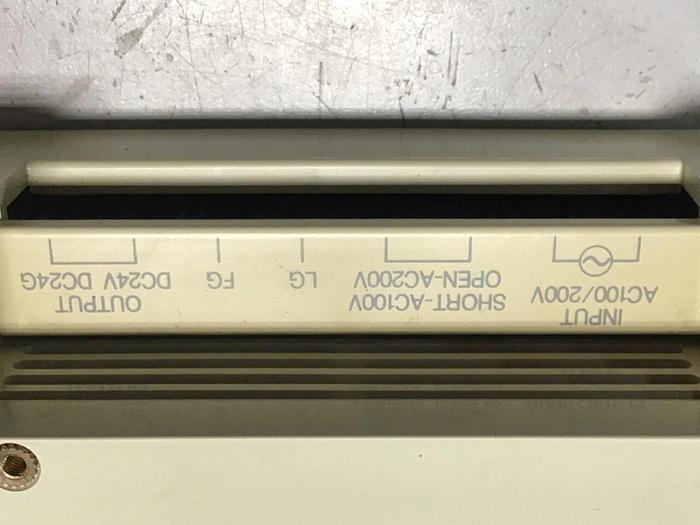 INPUT
AC100/200V
SHORT-AC100V
OPEN-AC200V
LG
FG
OUTPUT
DC24V DC24G